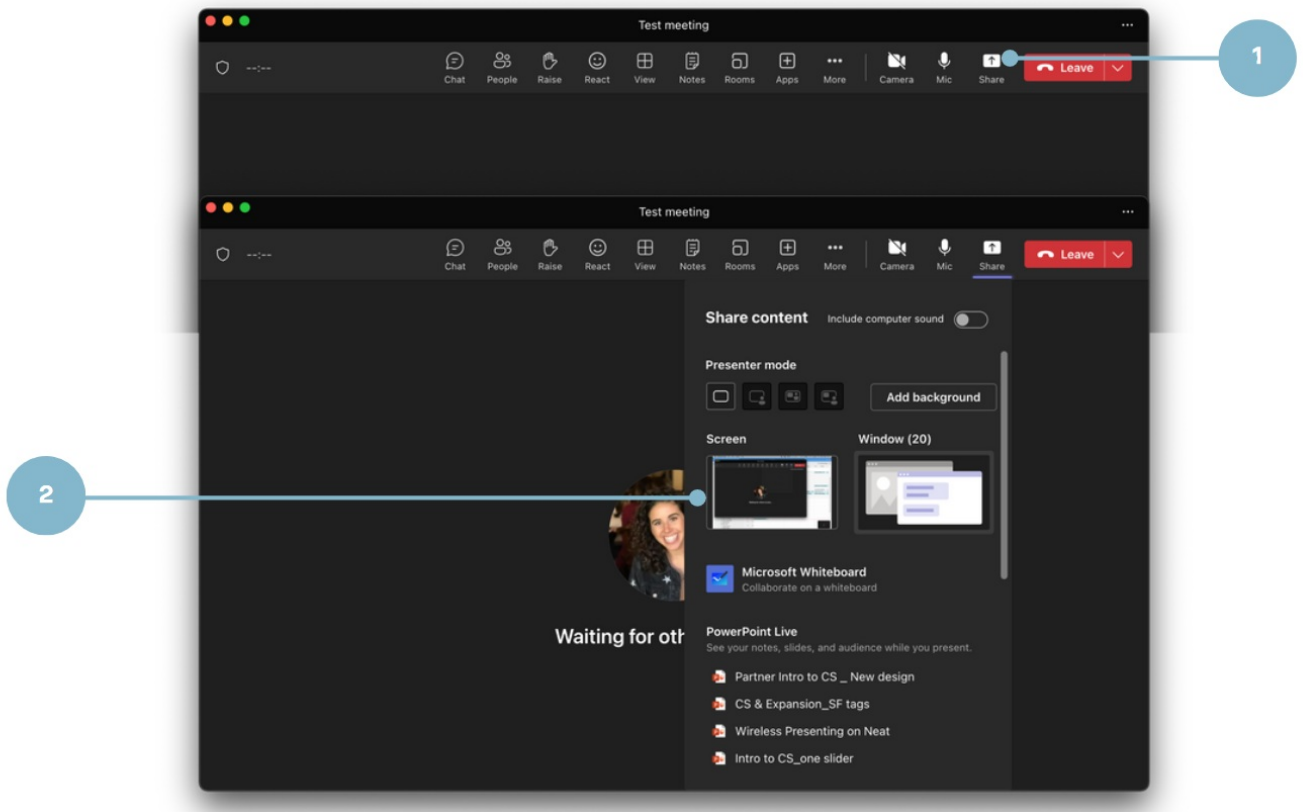 Test meeting
--:--
Chat People Raise React View Notes Rooms Apps More Camera Mic Share Leave
1
Test meeting
--:--
Chat People Raise React View Notes Rooms Apps More Camera Mic Share Leave
Share content Include computer sound
Presenter mode
Add background
Screen Window (20)
2
Microsoft Whiteboard
Collaborate on a whiteboard
Waiting for oth
PowerPoint Live
See your notes, slides, and audience while you present.
Partner Intro to CS _ New design
CS & Expansion_SF tags
Wireless Presenting on Neat
Intro to CS_one slider